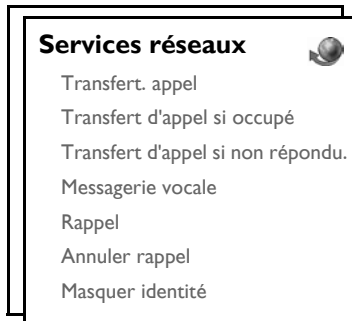 Services réseaux
Transfert. appel
Transfert d'appel si occupé
Transfert d'appel si non répondu.
Messagerie vocale
Rappel
Annuler rappel
Masquer identité